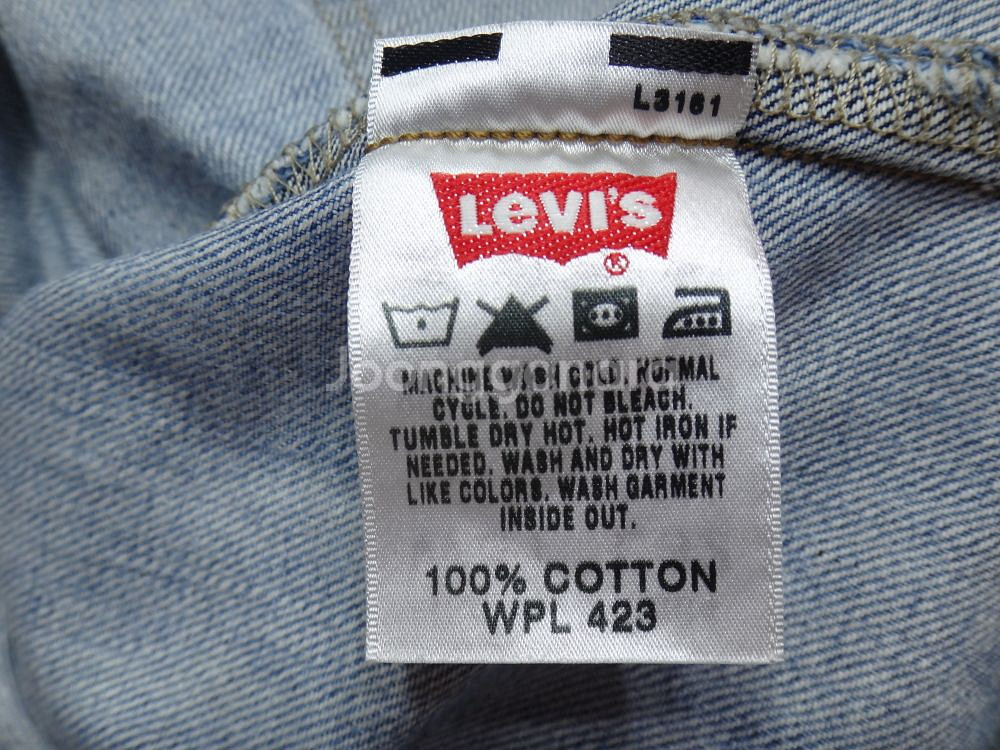 L3161
Levi's
®
MACHINE WASH COLD, NORMAL
CYCLE. DO NOT BLEACH.
TUMBLE DRY HOT. HOT IRON IF
NEEDED. WASH AND DRY WITH
LIKE COLORS. WASH GARMENT
INSIDE OUT.
100% COTTON
WPL 423